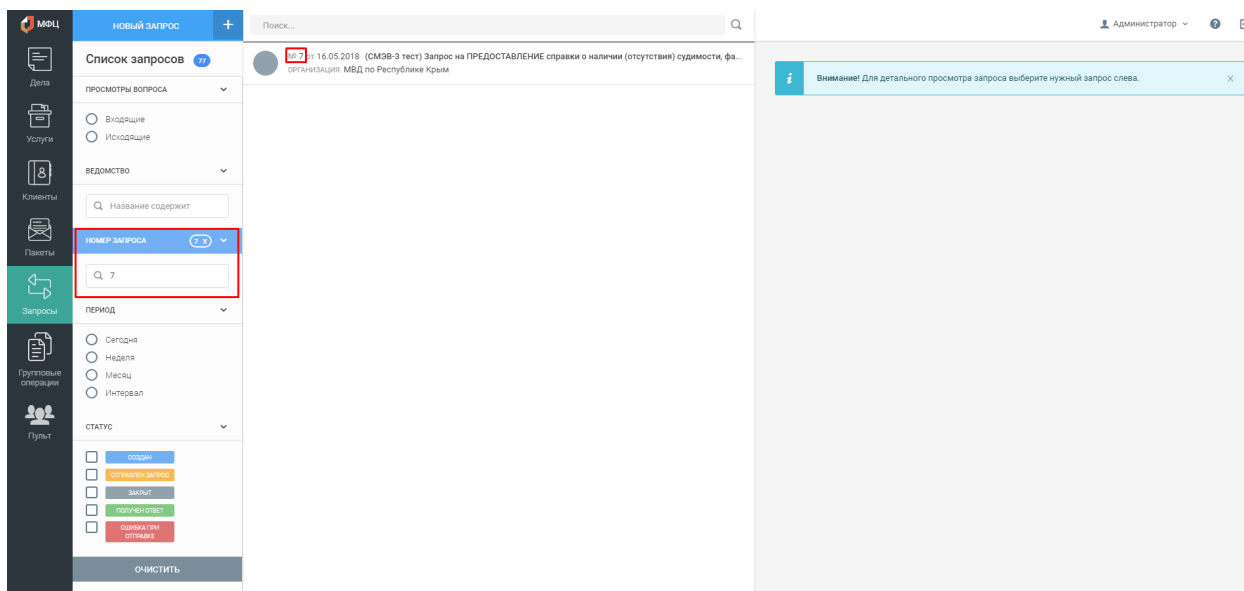 МФЦ
НОВЫЙ ЗАПРОС +
Поиск...
Администратор
Список запросов 77
Дела
ПРОСМОТРЫ ВОПРОСА
Входящие
Исходящие
Услуги
ВЕДОМСТВО
Название содержит
Клиенты
НОМЕР ЗАПРОСА 7 X
7
Пакеты
Запросы
ПЕРИОД
Сегодня
Неделя
Месяц
Интервал
Групповые
операции
СТАТУС
Пульт
СОЗДАН
ОТПРАВЛЕН ЗАПРОС
ЗАКРЫТ
ПОЛУЧЕН ОТВЕТ
ОШИБКА ПРИ
ОТПРАВКЕ
ОЧИСТИТЬ
№ 7 от 16.05.2018 (СМЭВ-3 тест) Запрос на ПРЕДОСТАВЛЕНИЕ справки о наличии (отсутствия) судимости, фа...
ОРГАНИЗАЦИЯ: МВД по Республике Крым
Внимание! Для детального просмотра запроса выберите нужный запрос слева.